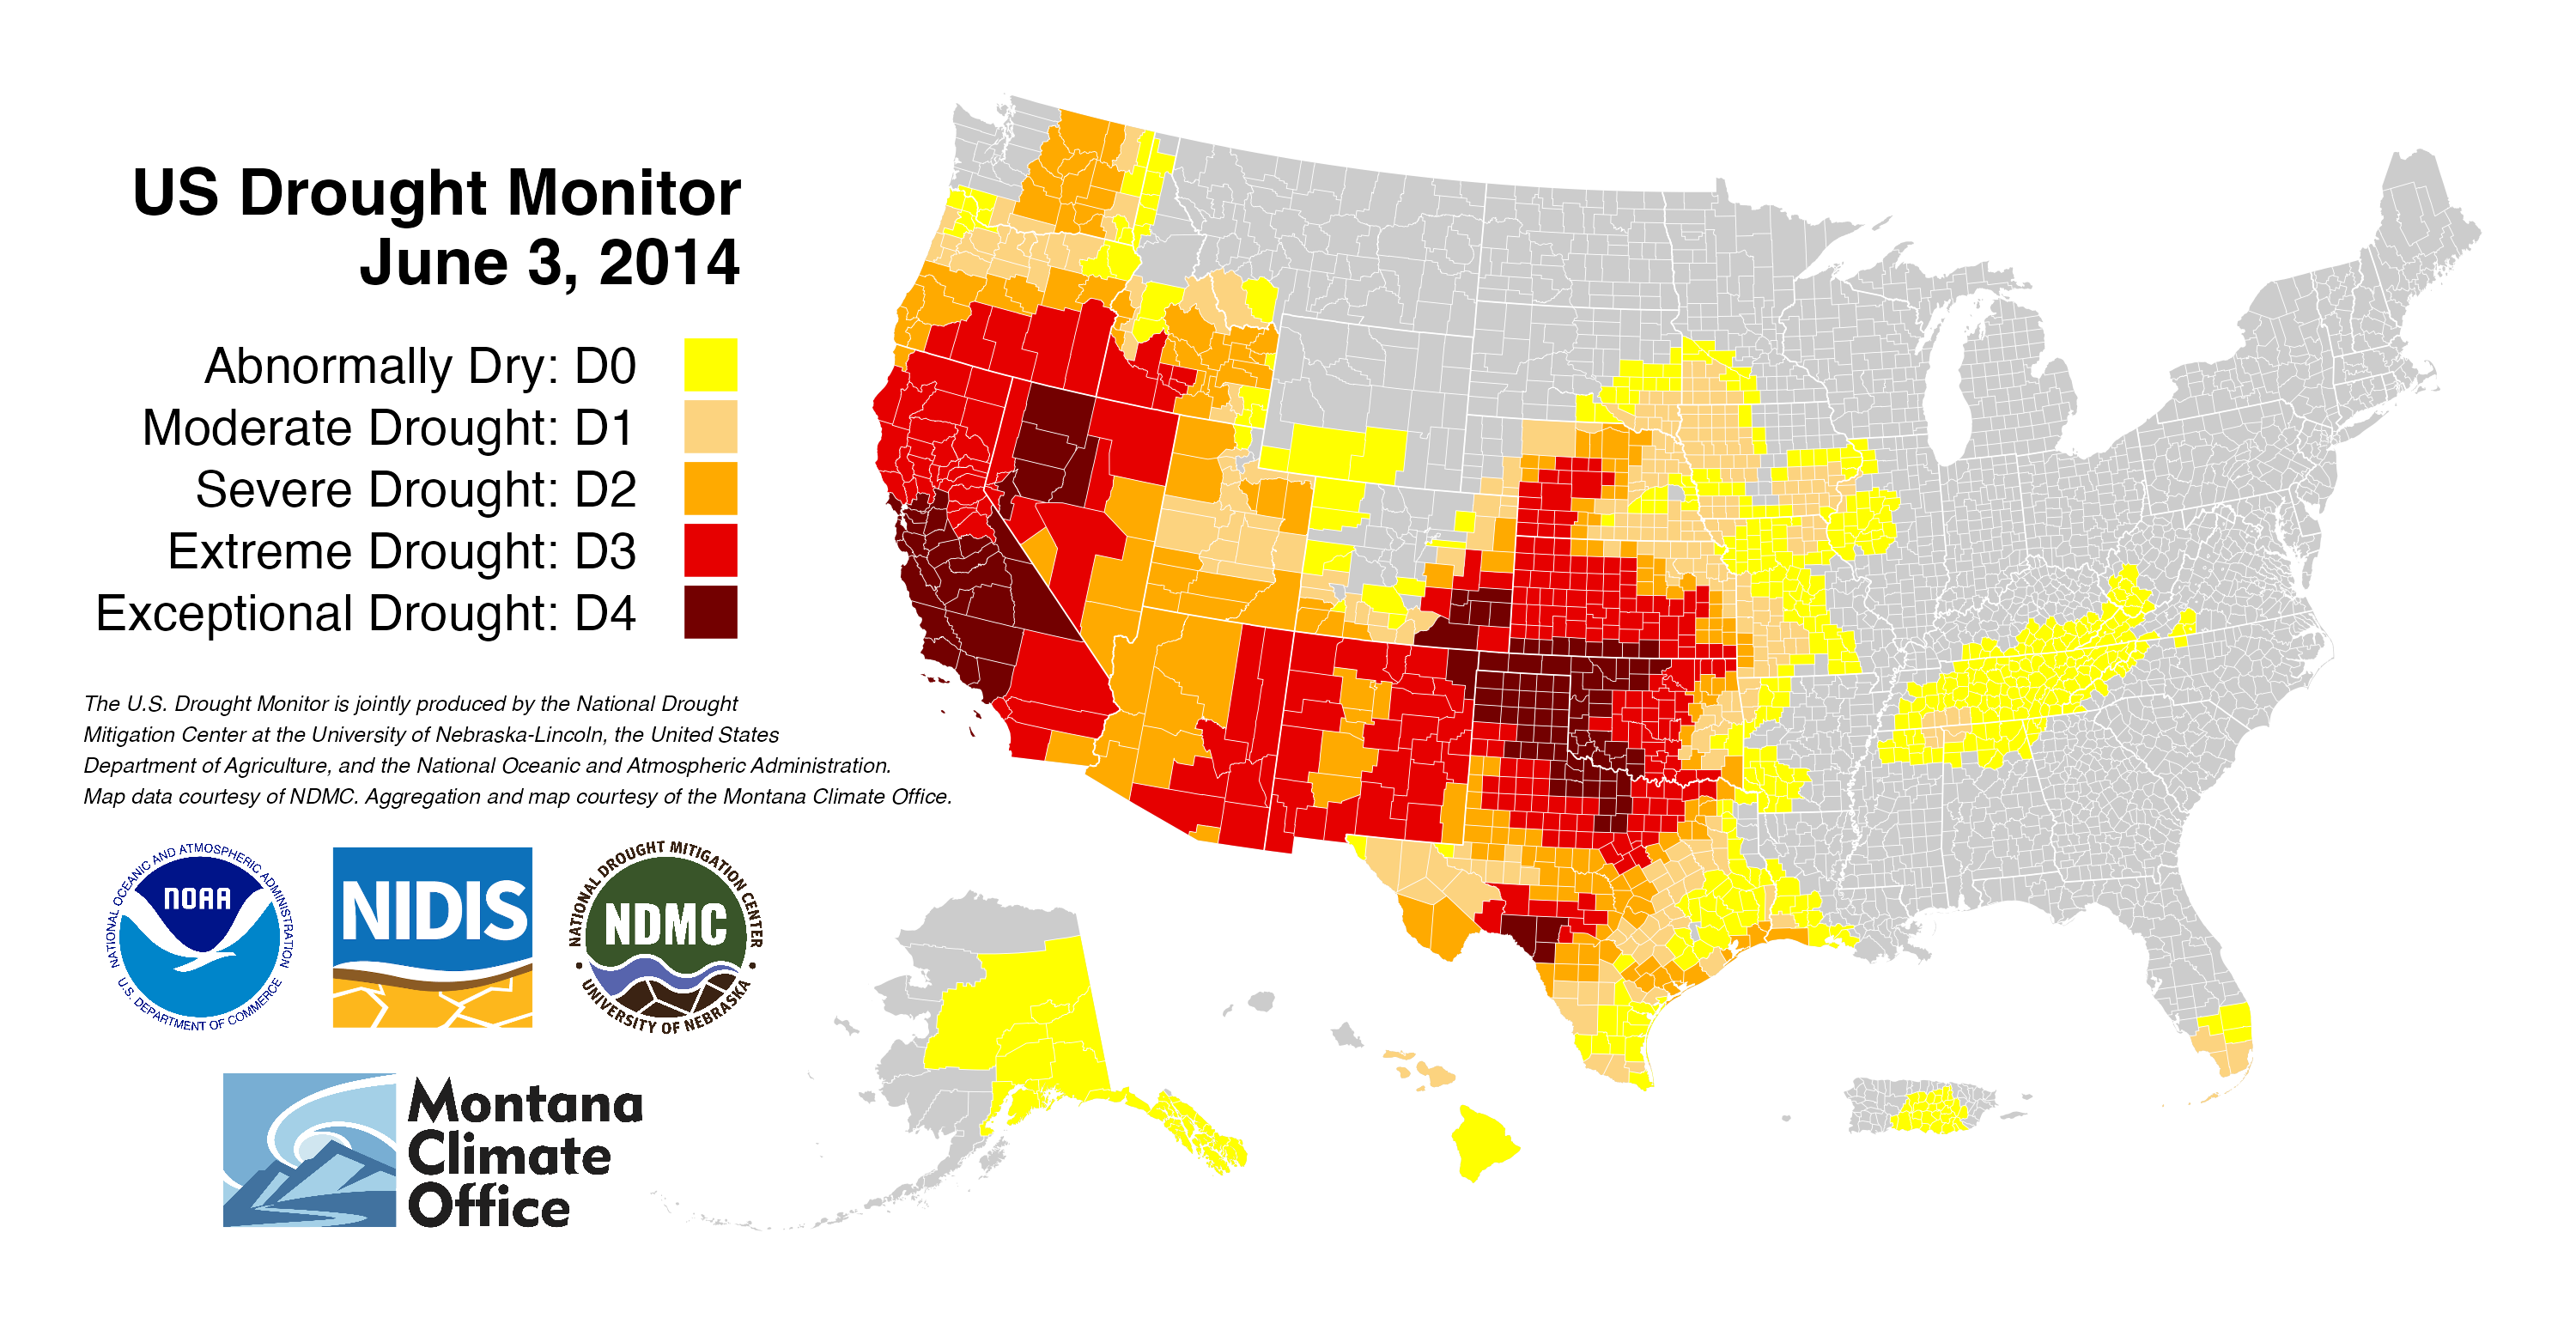 US Drought Monitor
June 3, 2014
Abnormally Dry: D0
Moderate Drought: D1
Severe Drought: D2
Extreme Drought: D3
Exceptional Drought: D4
The U.S. Drought Monitor is jointly produced by the National Drought
Mitigation Center at the University of Nebraska-Lincoln, the United States
Department of Agriculture, and the National Oceanic and Atmospheric Administration.
Map data courtesy of NDMC. Aggregation and map courtesy of the Montana Climate Office.
NATIONAL OCEANIC AND ATMOSPHERIC ADMINISTRATION
NOAA
U.S. DEPARTMENT OF COMMERCE
NIDIS
NATIONAL DROUGHT MITIGATION CENTER
NDMC
UNIVERSITY OF NEBRASKA
Montana
Climate
Office